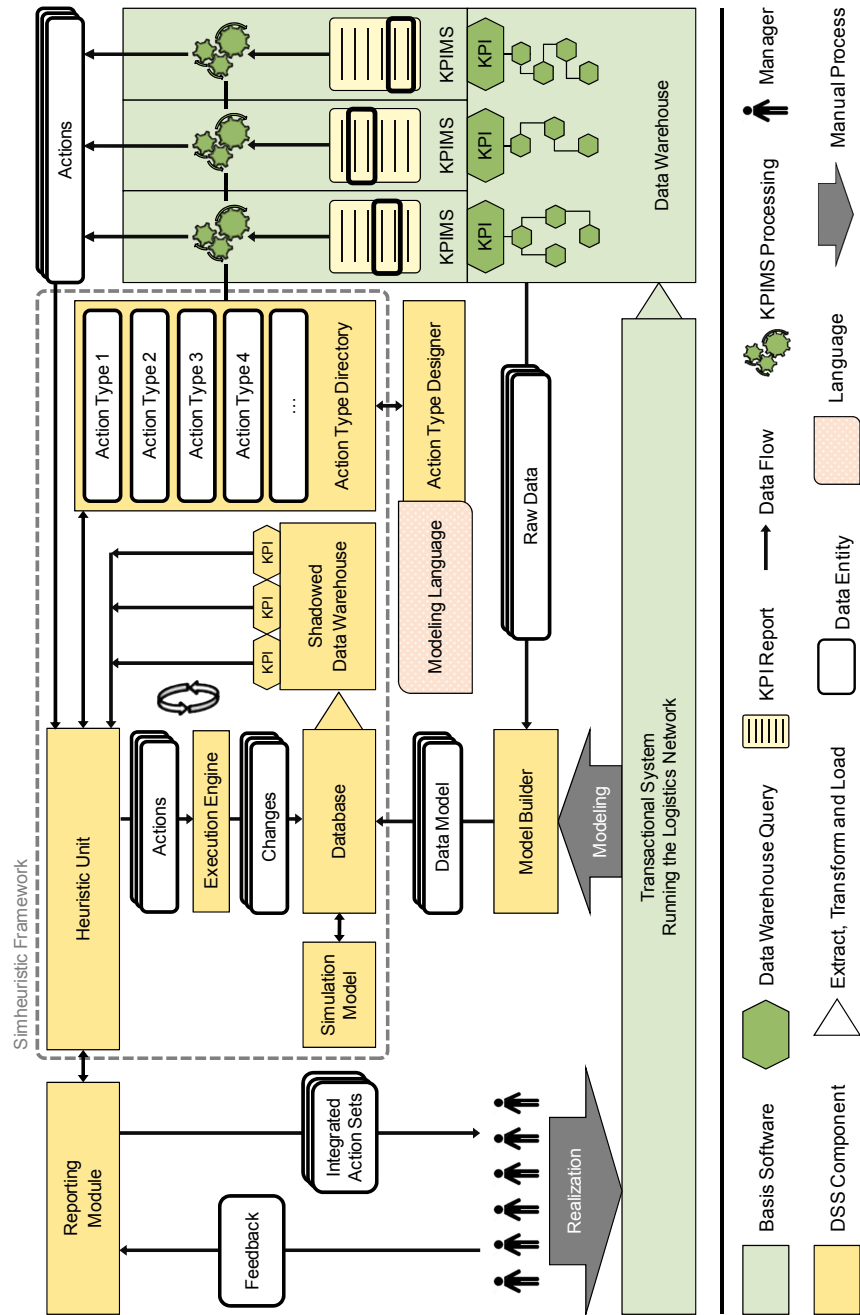 Simheuristic Framework
Reporting
Module
Heuristic Unit
Actions
Feedback
Integrated
Action Sets
Actions
Execution Engine
Changes
Simulation
Model
Database
KPI
KPI
KPI
Shadowed
Data Warehouse
Action Type 1
Action Type 2
Action Type 3
Action Type 4
...
Action Type Directory
Modeling Language
Action Type Designer
KPIMS
KPIMS
KPIMS
KPI
KPI
KPI
Data Warehouse
Data Model
Raw Data
Model Builder
Realization
Modeling
Transactional System
Running the Logistics Network
Basis Software
Data Warehouse Query
KPI Report
Data Flow
KPIMS Processing
Manager
DSS Component
Extract, Transform and Load
Data Entity
Language
Manual Process